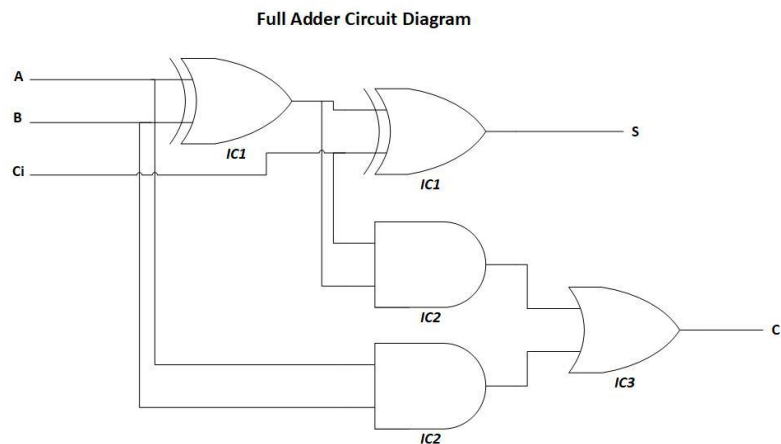 Full Adder Circuit Diagram
A
B
Ci
IC1
IC1
S
IC2
IC2
IC3
C